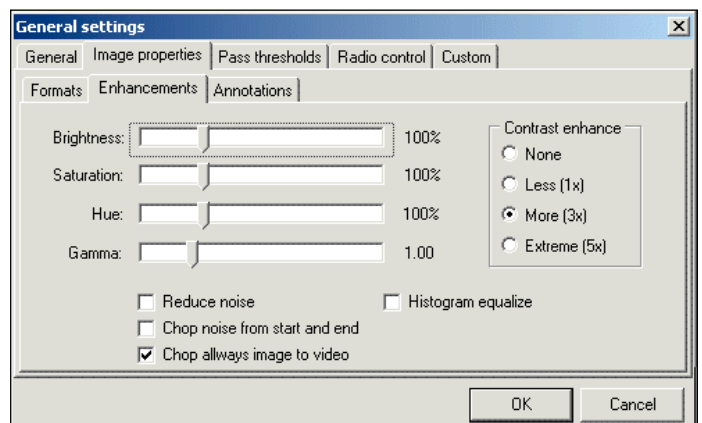 General settings
General Image properties Pass thresholds Radio control Custom
Formats Enhancements Annotations
Brightness: 100%
Saturation: 100%
Hue: 100%
Gamma: 1.00
Contrast enhance
None
Less (1x)
More (3x)
Extreme (5x)
Reduce noise Histogram equalize
Chop noise from start and end
Chop allways image to video
OK Cancel